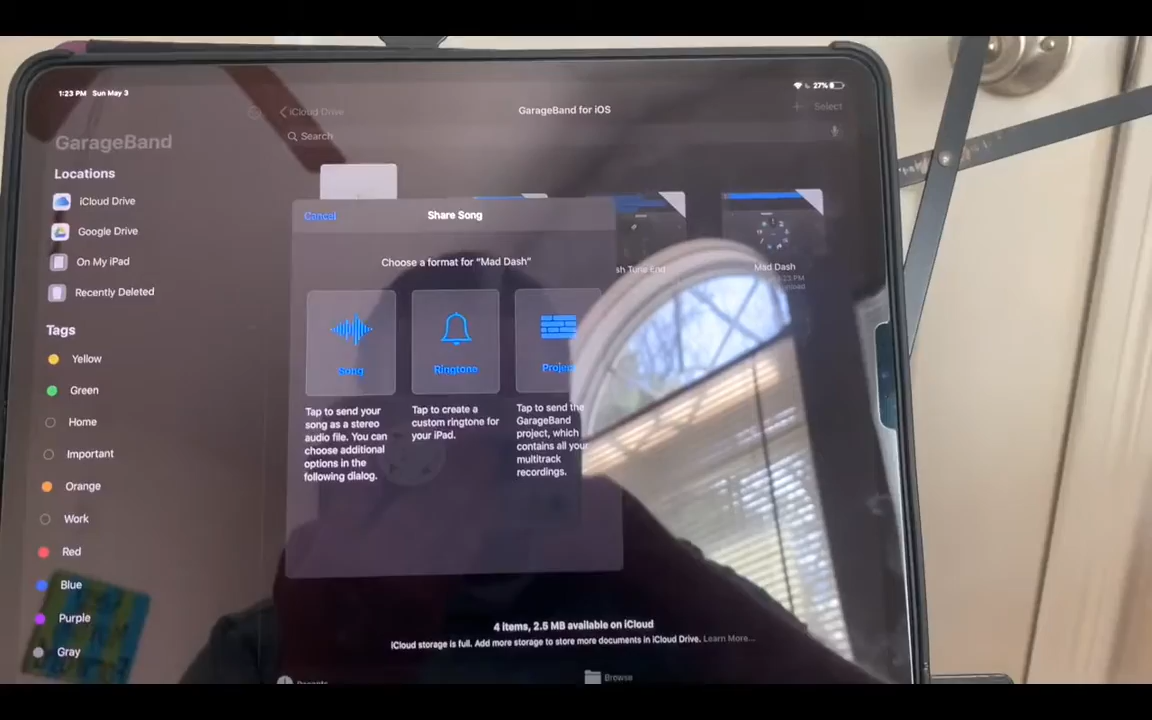 1:23 PM Sun May 3
27%
GarageBand
Locations
iCloud Drive
Google Drive
On My iPad
Recently Deleted
Tags
Yellow
Green
Home
Important
Orange
Work
Red
Blue
Purple
Gray
iCloud Drive
GarageBand for iOS
Select
Search
Cancel
Share Song
Choose a format for “Mad Dash”
Song
Tap to send your
song as a stereo
audio file. You can
choose additional
options in the
following dialog.
Ringtone
Tap to create a
custom ringtone for
your iPad.
Project
Tap to send the
GarageBand
project, which
contains all your
multitrack
recordings.
Tune End
Mad Dash
4 items, 2.5 MB available on iCloud
iCloud storage is full. Add more storage to store more documents in iCloud Drive. Learn More...
Recents
Browse